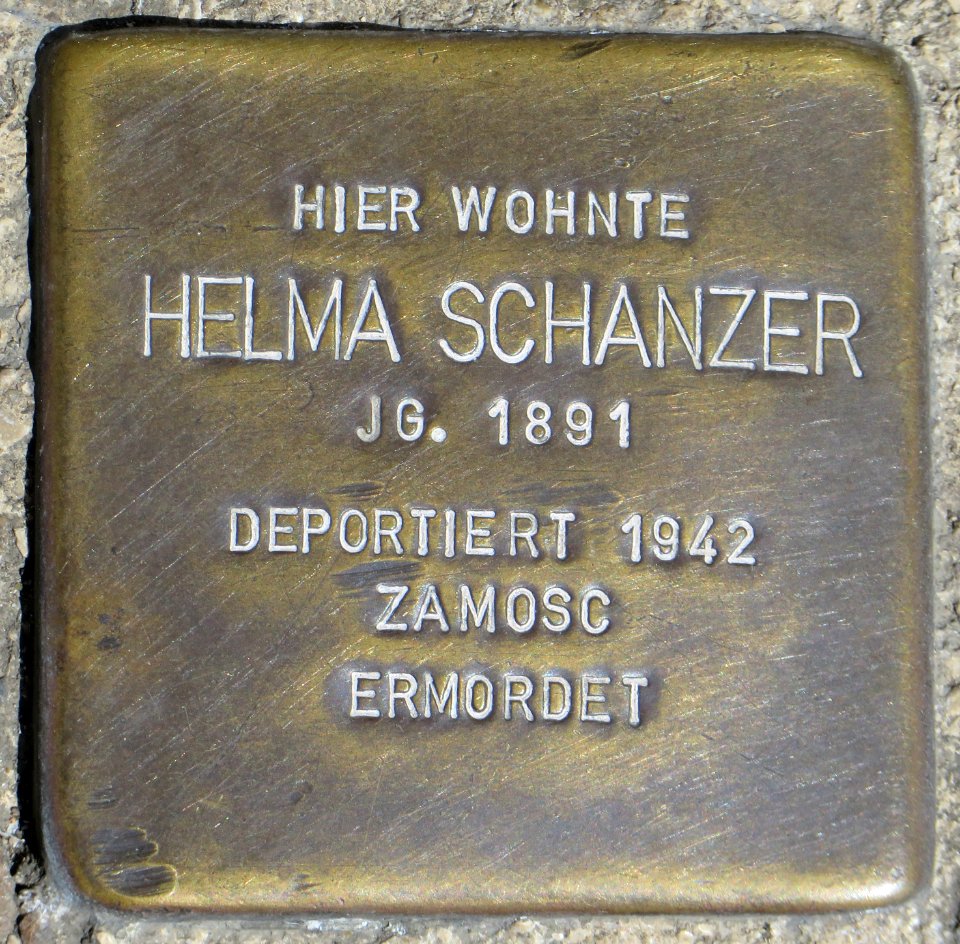 HIER WOHNTE
HELMA SCHANZER
JG. 1891
DEPORTIERT 1942
ZAMOSC
ERMORDET